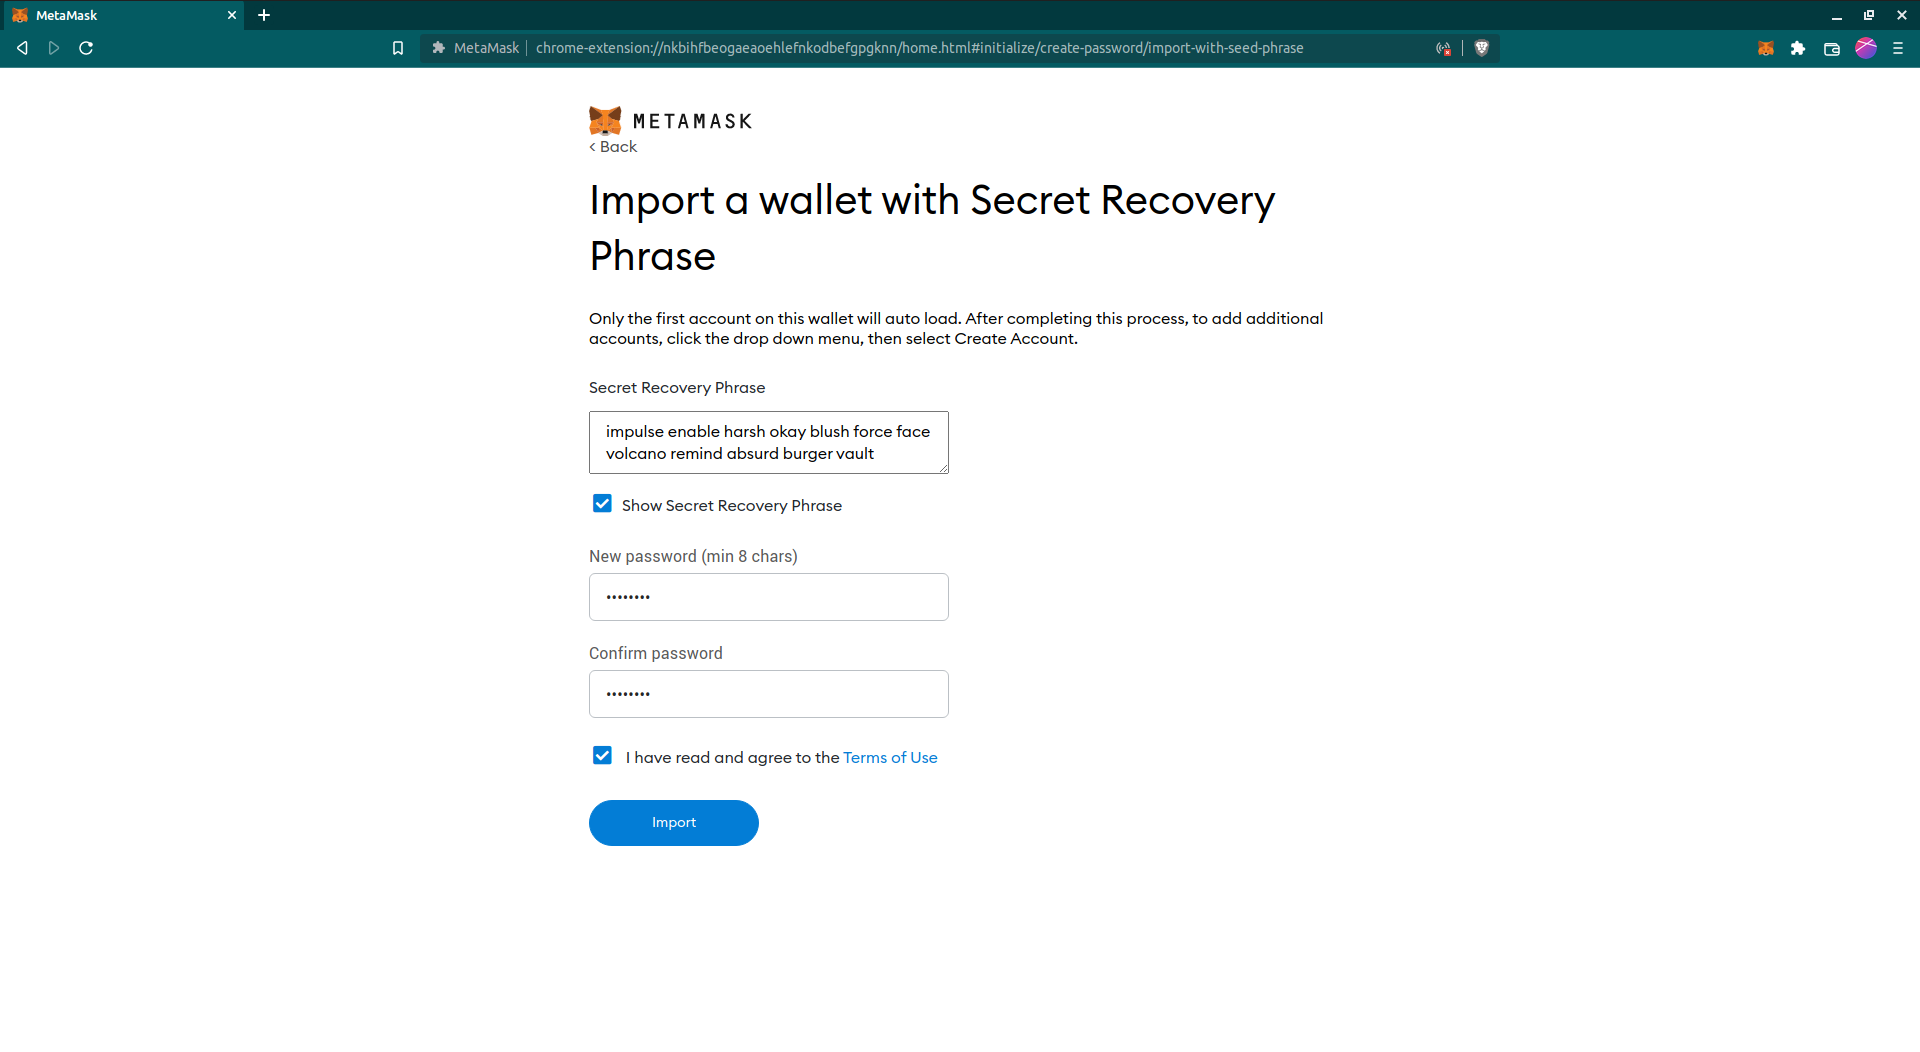 MetaMask
MetaMask
chrome-extension://nkbihfbeogaeaoehlefnkodbefgpgknn/home.html#initialize/create-password/import-with-seed-phrase
METAMASK
< Back
Import a wallet with Secret Recovery
Phrase
Only the first account on this wallet will auto load. After completing this process, to add additional
accounts, click the drop down menu, then select Create Account.
Secret Recovery Phrase
impulse enable harsh okay blush force face
volcano remind absurd burger vault
Show Secret Recovery Phrase
New password (min 8 chars)
••••••••
Confirm password
••••••••
I have read and agree to the Terms of Use
Import